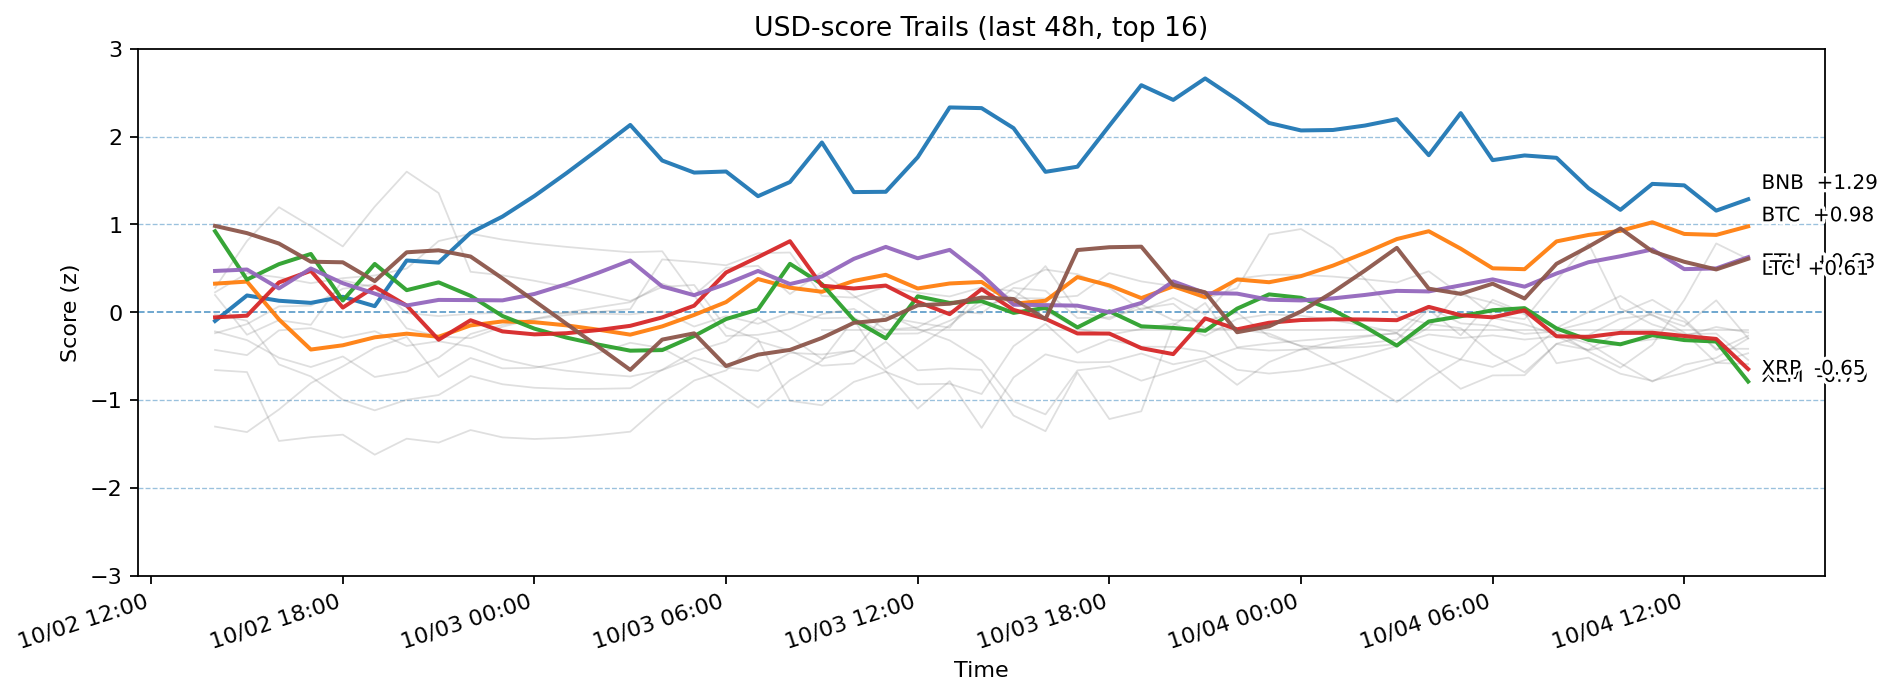 USD-score Trails (last 48h, top 16)
Score (z)
3
2
1
0
−1
−2
−3
BNB +1.29
BTC +0.98
LTC +0.61
XRP -0.65
10/02 12:00
10/02 18:00
10/03 00:00
10/03 06:00
10/03 12:00
10/03 18:00
10/04 00:00
10/04 06:00
10/04 12:00
Time